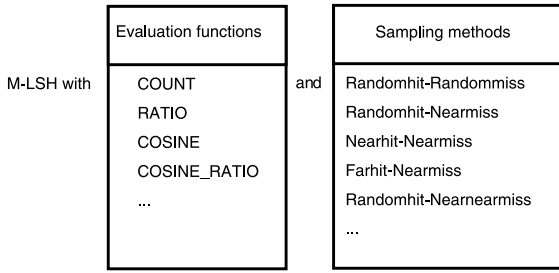 Evaluation functions
Sampling methods
M-LSH with
COUNT
and
Randomhit-Randommiss
RATIO
Randomhit-Nearmiss
COSINE
Nearhit-Nearmiss
COSINE_RATIO
Farhit-Nearmiss
...
Randomhit-Nearnearmiss
...